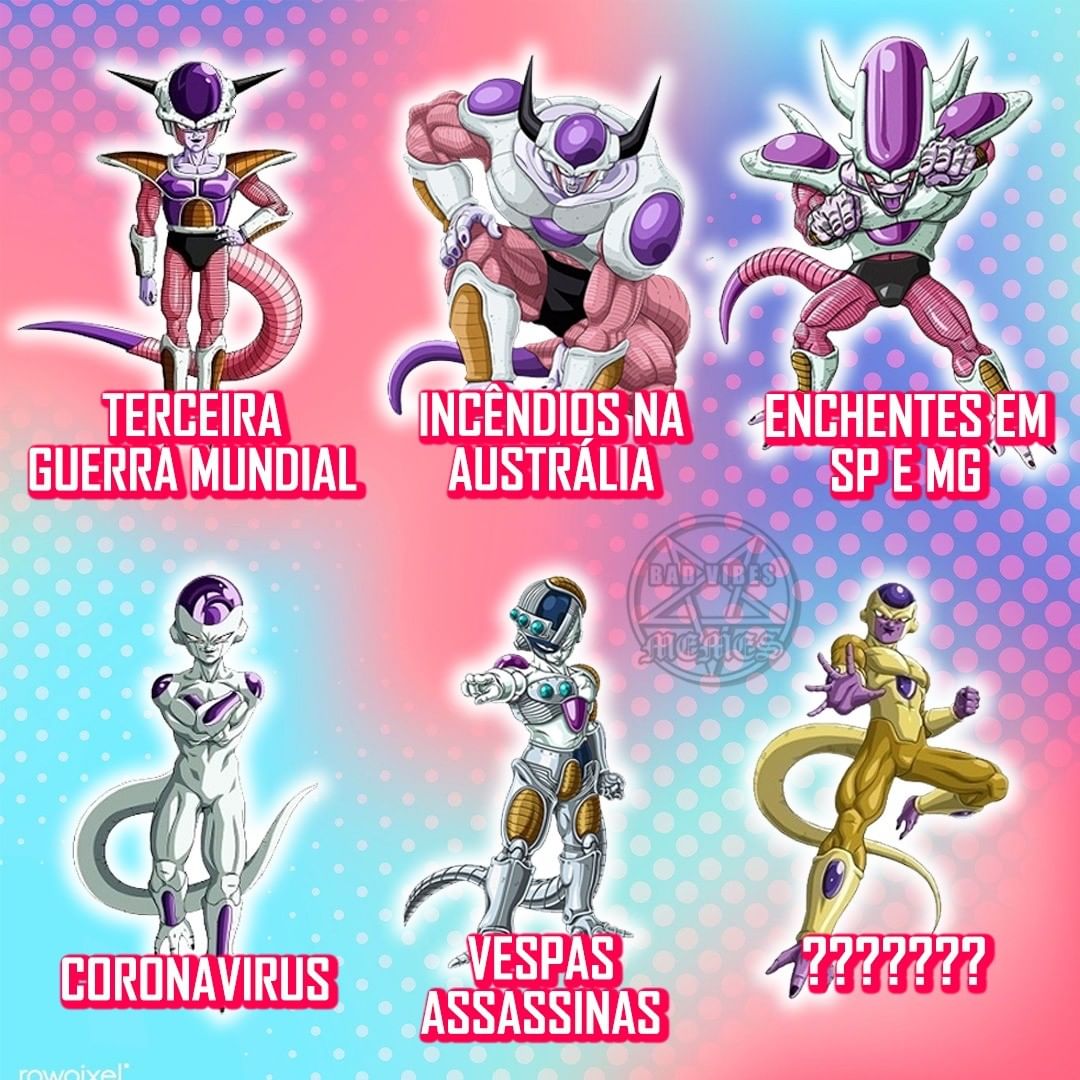 TERCEIRA
GUERRA MUNDIAL
INCÊNDIOS NA
AUSTRÁLIA
ENCHENTES EM
SP E MG
BAD VIBES
MEMES
CORONAVIRUS
VESPAS
ASSASSINAS
???????
rawpixel